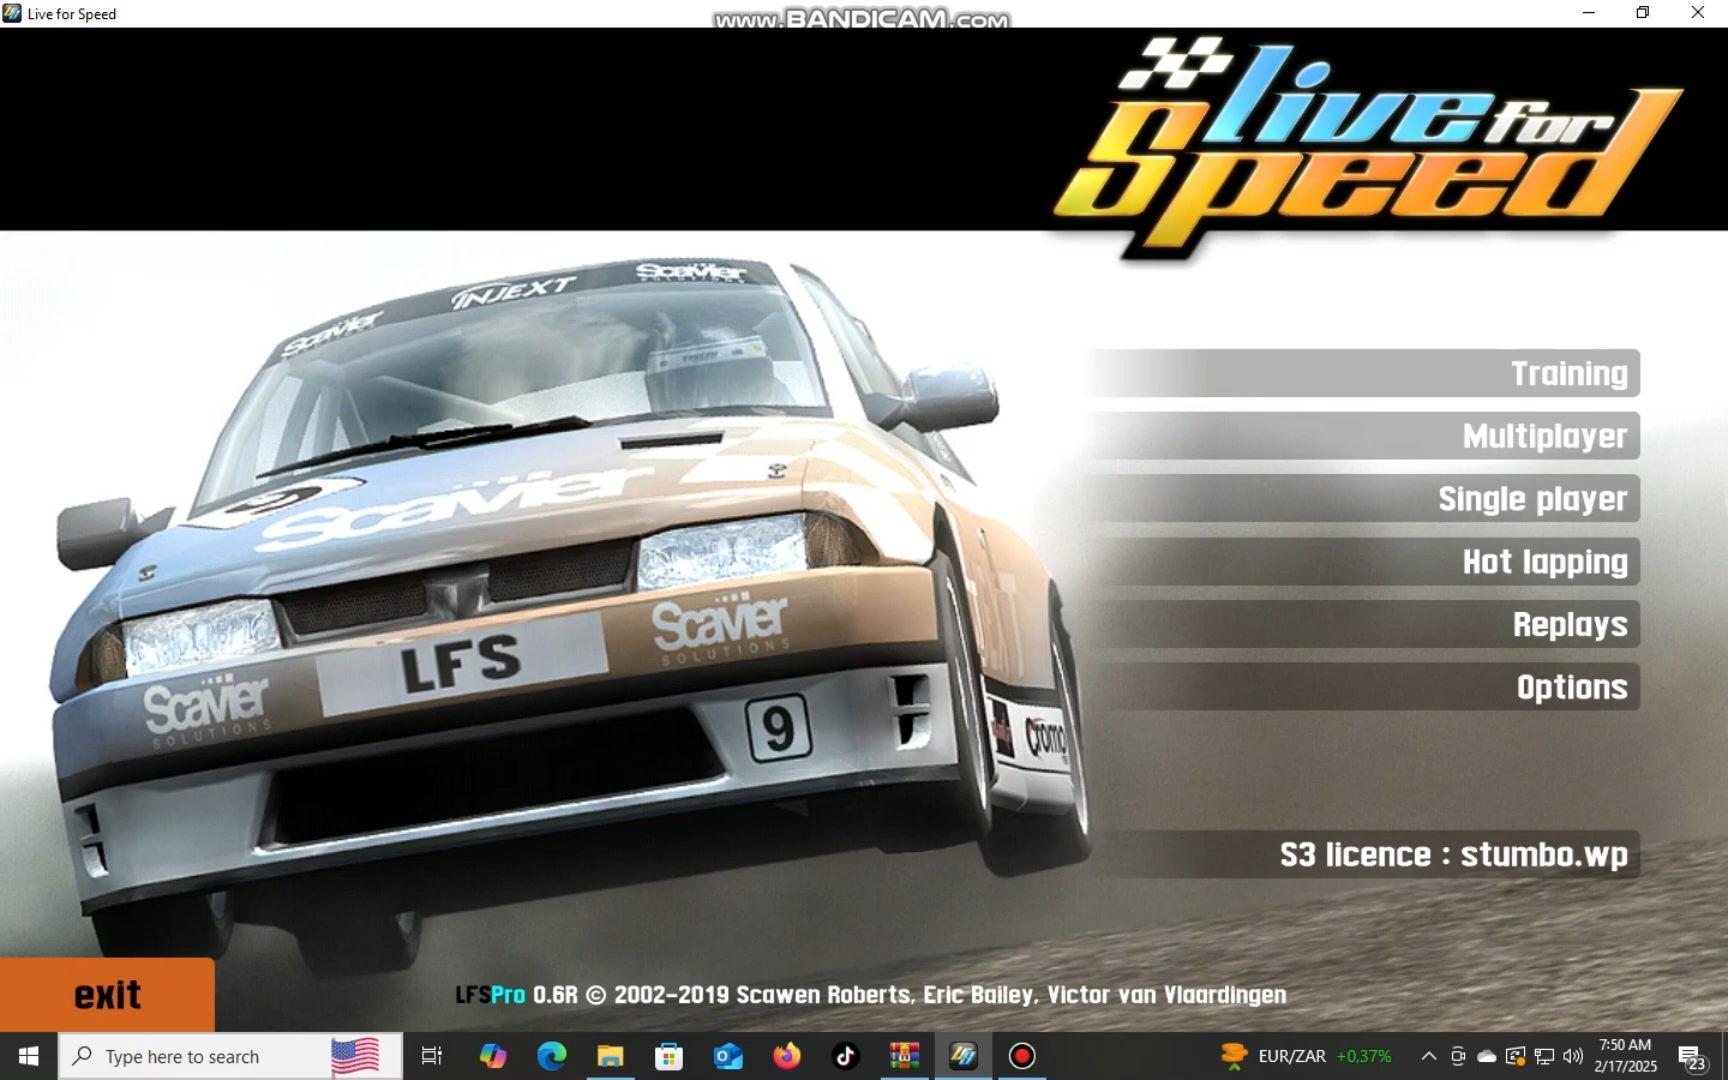 Live for Speed
www.BANDICAM.com
live for
Speed
Scavier
INJEXT
Scavier
SOLUTIONS
Scavier
LFS
Scavier
SOLUTIONS
Scavier
SOLUTIONS
9
Cromo
Training
Multiplayer
Single player
Hot lapping
Replays
Options
S3 licence : stumbo.wp
exit
LFSPro 0.6R © 2002-2019 Scawen Roberts, Eric Bailey, Victor van Vlaardingen
Type here to search
EUR/ZAR +0,37%
7:50 AM
2/17/2025
23